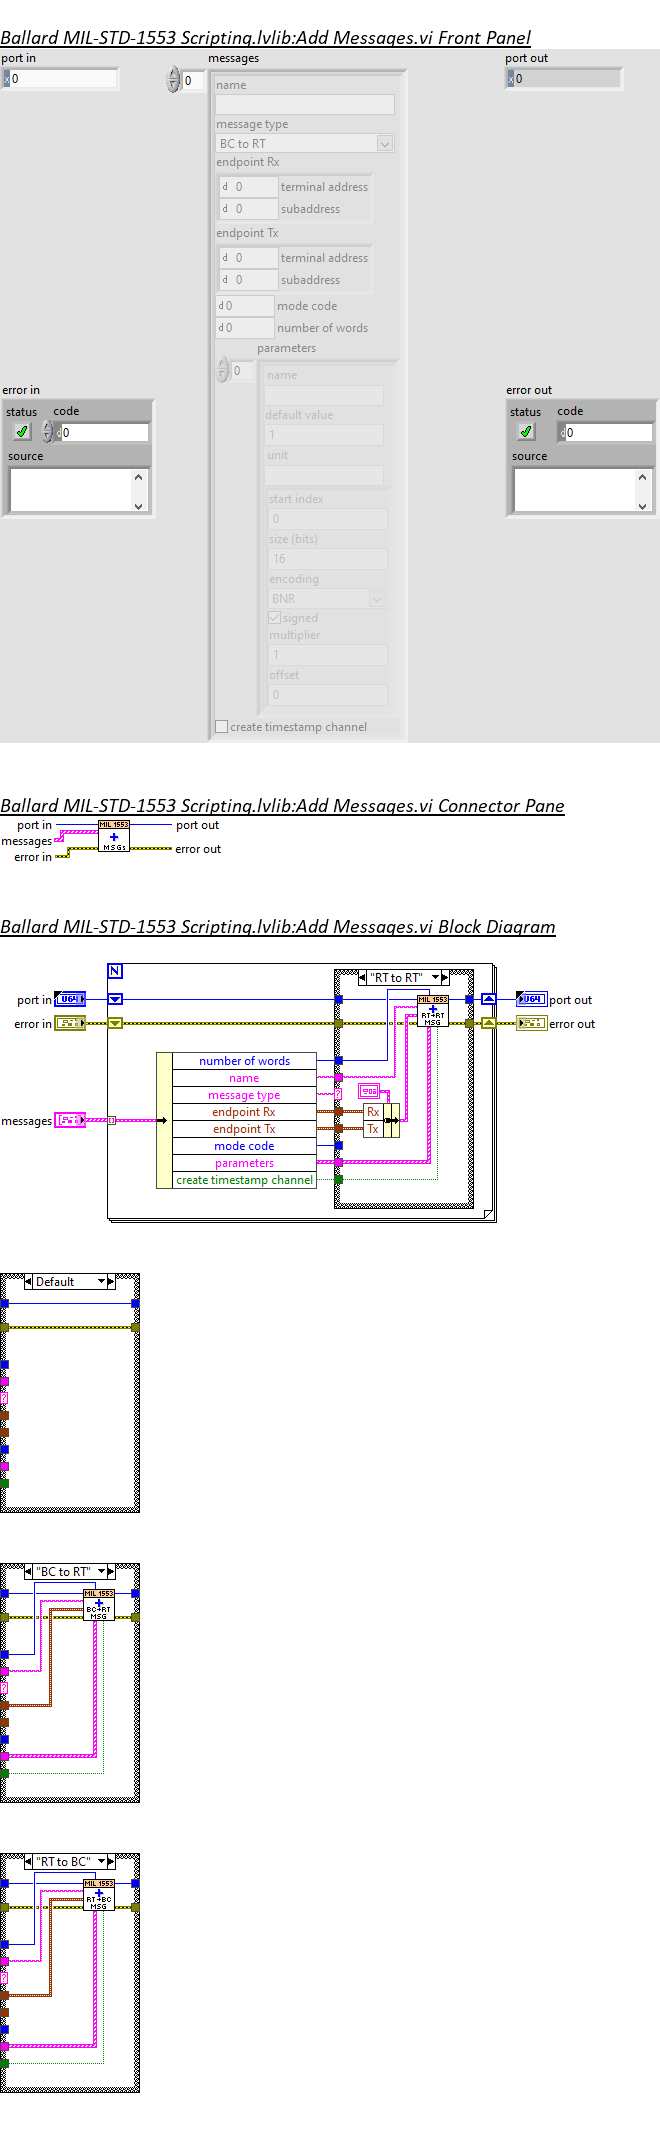 Ballard MIL-STD-1553 Scripting.lvlib:Add Messages.vi Front Panel
port in
messages
port out
x 0
0
x 0
name
message type
BC to RT
endpoint Rx
d 0 terminal address
d 0 subaddress
endpoint Tx
d 0 terminal address
d 0 subaddress
d 0 mode code
d 0 number of words
parameters
0
name
default value
1
unit
start index
0
size (bits)
16
encoding
BNR
signed
multiplier
1
offset
0
create timestamp channel
error in
status code
d 0
source
error out
status code
d 0
source
Ballard MIL-STD-1553 Scripting.lvlib:Add Messages.vi Connector Pane
port in
messages
error in
MIL 1553
MSGs
port out
error out
Ballard MIL-STD-1553 Scripting.lvlib:Add Messages.vi Block Diagram
N
"RT to RT"
port in
U64
error in
messages
number of words
name
message type
endpoint Rx
endpoint Tx
mode code
parameters
create timestamp channel
?
MIL 1553
RT→RT
MSG
Rx
Tx
U64
port out
error out
Default
?
"BC to RT"
MIL 1553
BC→RT
MSG
?
"RT to BC"
MIL 1553
RT→BC
MSG
?